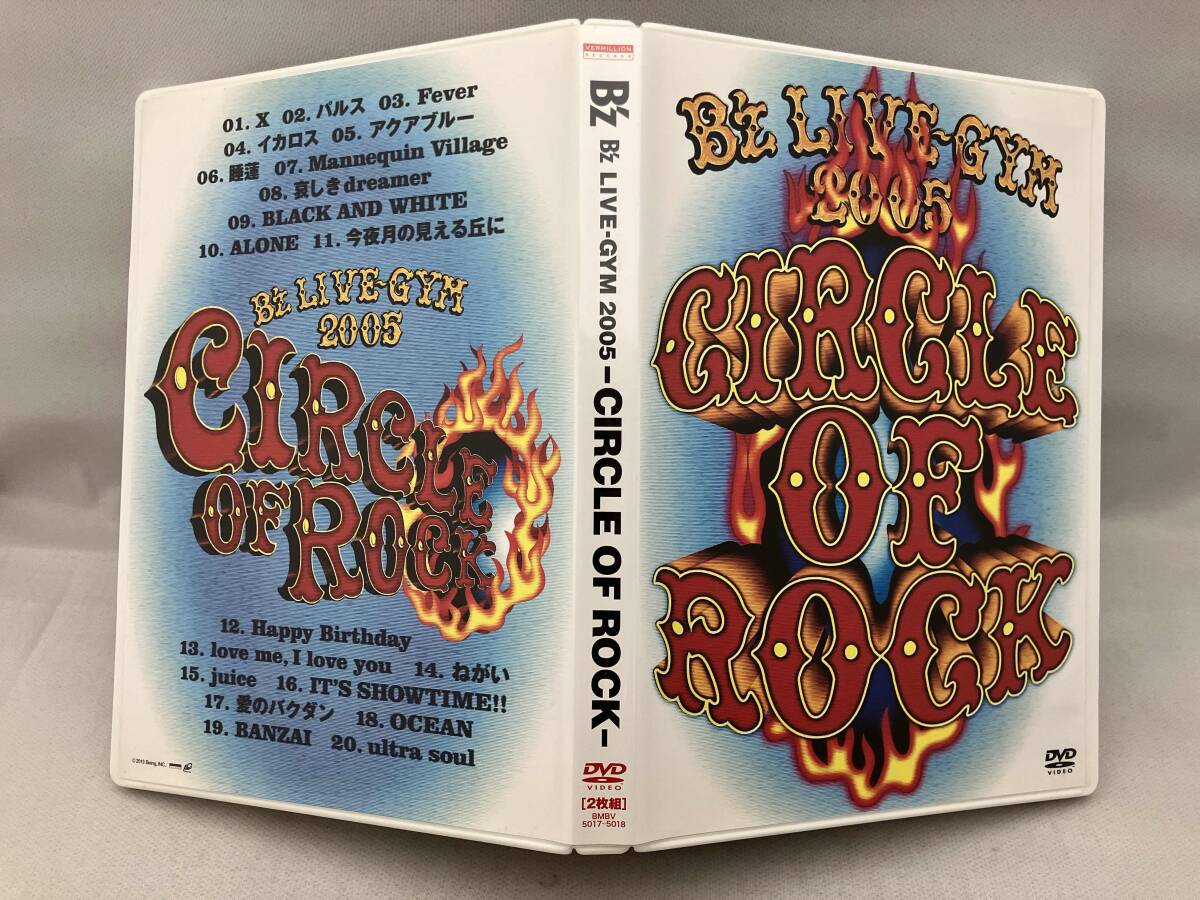 01. X 02. パルス 03. Fever
04. イカロス 05. アクアブルー
06. 睡蓮 07. Mannequin Village
08. 哀しきdreamer
09. BLACK AND WHITE
10. ALONE 11. 今夜月の見える丘に
B'z LIVE-GYM
2005
CIRCLE
OF ROCK
12. Happy Birthday
13. love me, I love you 14. ねがい
15. juice 16. IT'S SHOWTIME!!
17. 愛のバクダン 18. OCEAN
19. BANZAI 20. ultra soul
©2013 Being, INC.
VERMILLION
RECORDS
B'z B'z LIVE-GYM 2005 -CIRCLE OF ROCK-
DVD
VIDEO
[2枚組]
BMBV
5017-5018
B'z LIVE-GYM
2005
CIRCLE
OF
ROCK
DVD
VIDEO